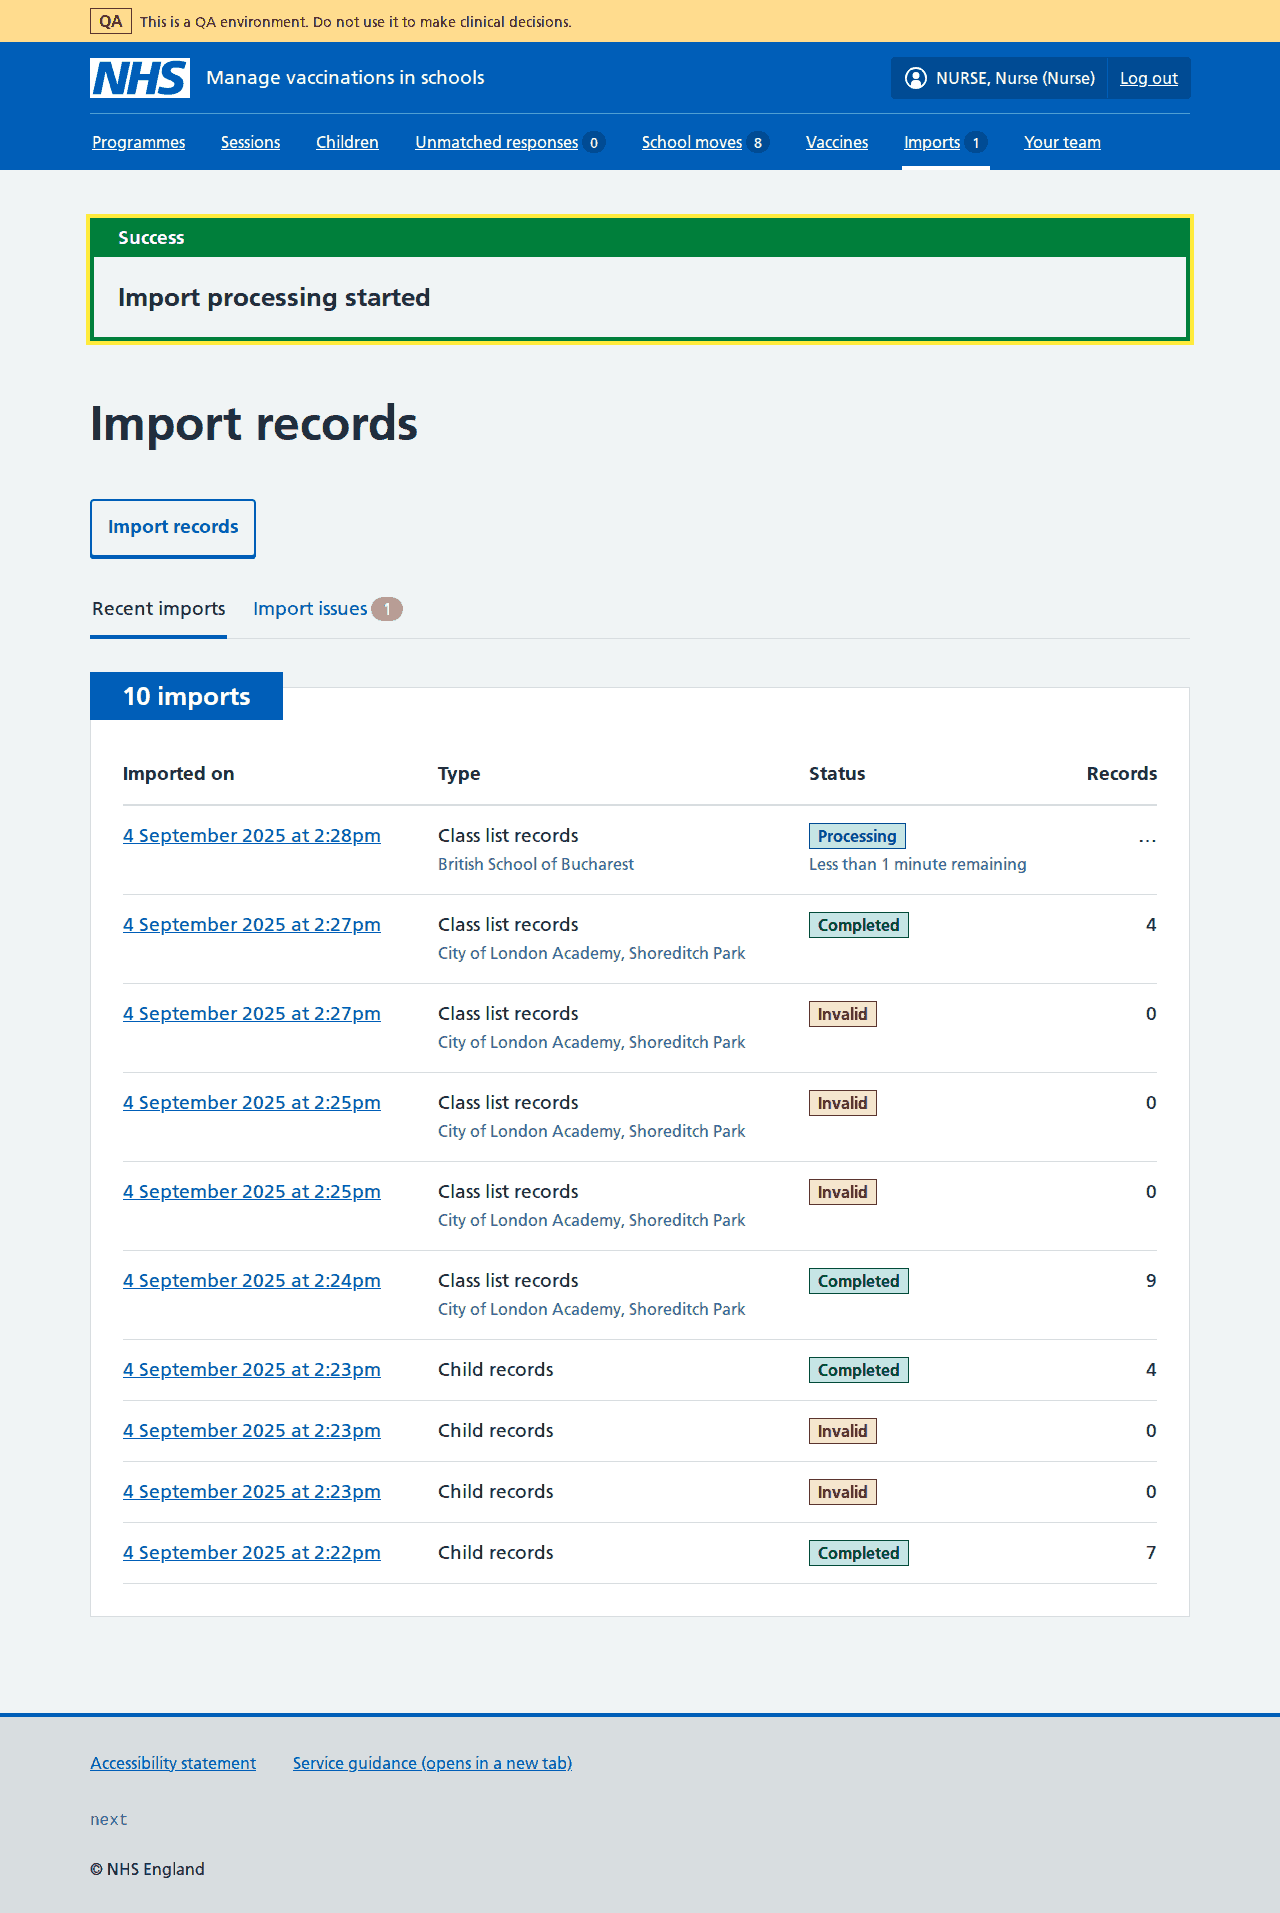 QA This is a QA environment. Do not use it to make clinical decisions.
NHS Manage vaccinations in schools NURSE, Nurse (Nurse) Log out
Programmes Sessions Children Unmatched responses 0 School moves 8 Vaccines Imports 1 Your team
Success
Import processing started
Import records
Import records
Recent imports Import issues 1
10 imports
Imported on Type Status Records
4 September 2025 at 2:28pm Class list records Processing ...
British School of Bucharest Less than 1 minute remaining
4 September 2025 at 2:27pm Class list records Completed 4
City of London Academy, Shoreditch Park
4 September 2025 at 2:27pm Class list records Invalid 0
City of London Academy, Shoreditch Park
4 September 2025 at 2:25pm Class list records Invalid 0
City of London Academy, Shoreditch Park
4 September 2025 at 2:25pm Class list records Invalid 0
City of London Academy, Shoreditch Park
4 September 2025 at 2:24pm Class list records Completed 9
City of London Academy, Shoreditch Park
4 September 2025 at 2:23pm Child records Completed 4
4 September 2025 at 2:23pm Child records Invalid 0
4 September 2025 at 2:23pm Child records Invalid 0
4 September 2025 at 2:22pm Child records Completed 7
Accessibility statement Service guidance (opens in a new tab)
next
© NHS England